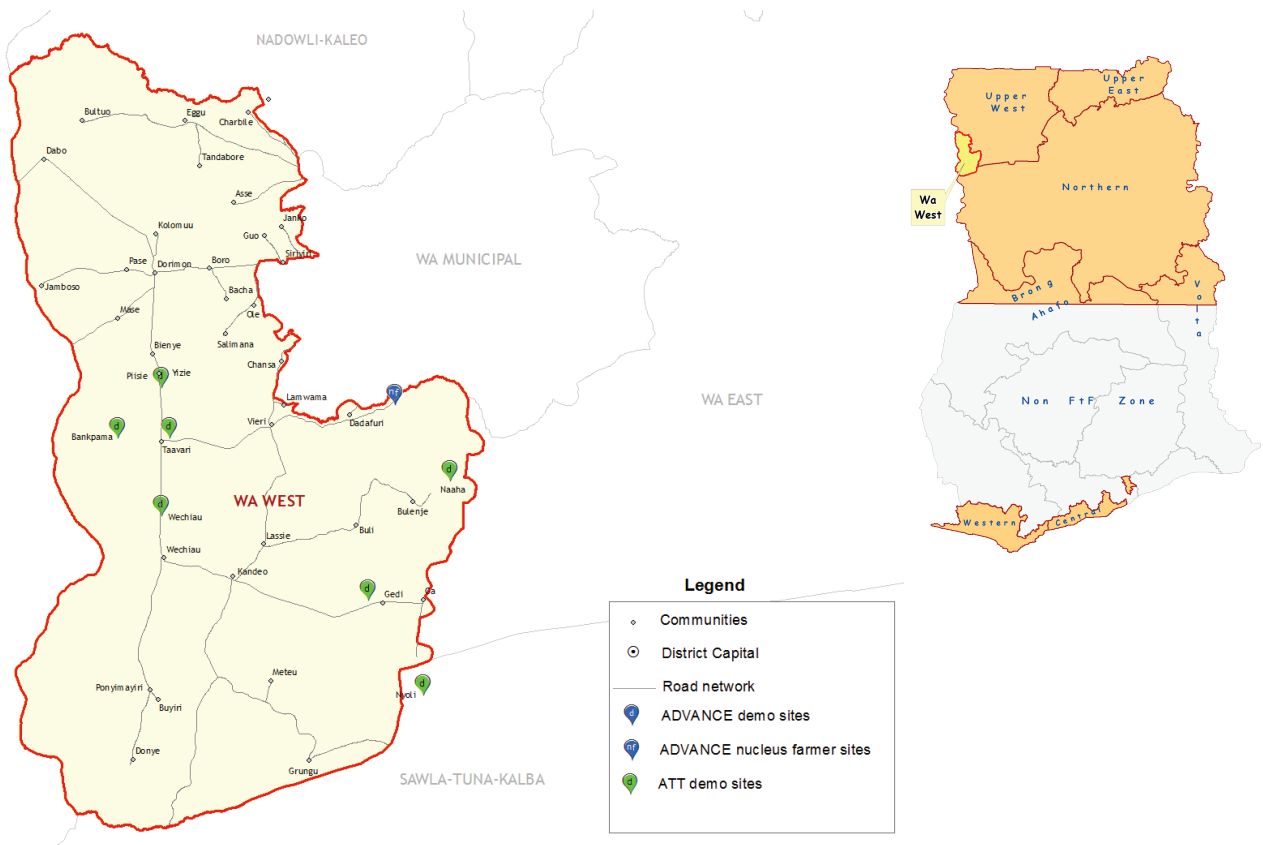 NADOWLI-KALEO
Bultuo
Eggu
Charbile
Dabo
Tandabore
Asse
Janko
Kolomuu
Guo
Siriyiri
Pase
Dorimon
Boro
Jamboso
Bacha
Mase
Ole
Salimana
Bienye
Chansa
Piisie
d
Yizie
WA MUNICIPAL
WA EAST
Lamwama
nf
Dadafuri
Vieri
d
Bankpama
d
Taavari
d
Naaha
WA WEST
d
Wechiau
Bulenje
Buli
Lassie
Wechiau
Kandeo
d
Gedi
Ga
Meteu
d
Nyoli
Ponyimayiri
Buyiri
Donye
Grungu
SAWLA-TUNA-KALBA
Upper
West
Upper
East
Northern
Wa
West
Brong
Ahafo
Volta
Non FtF Zone
Western
Central
Legend
Communities
District Capital
Road network
d
ADVANCE demo sites
nf
ADVANCE nucleus farmer sites
d
ATT demo sites